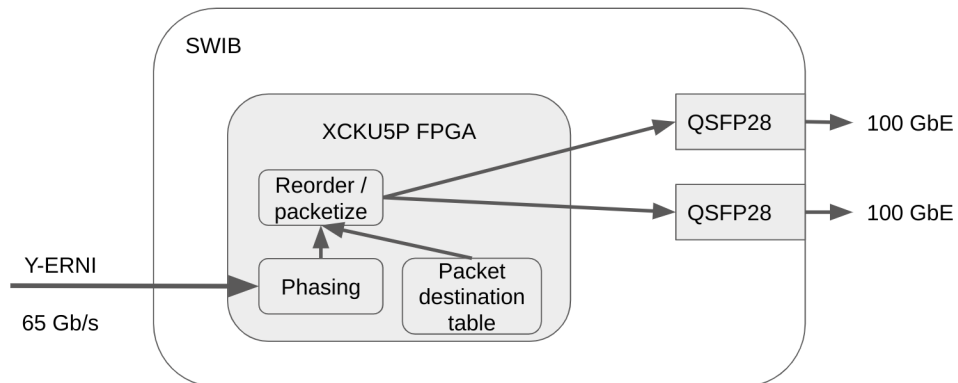 SWIB
XCKU5P FPGA
QSFP28
100 GbE
Reorder /
packetize
QSFP28
100 GbE
Y-ERNI
Phasing
Packet
destination
table
65 Gb/s